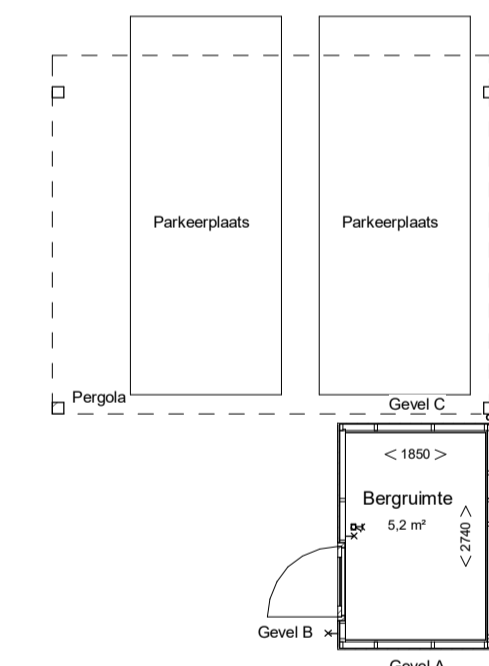 Parkeerplaats Parkeerplaats
Pergola
Gevel C
< 1850 >
Bergruimte
5,2 m²
< 2740 >
Gevel B
Gevel A